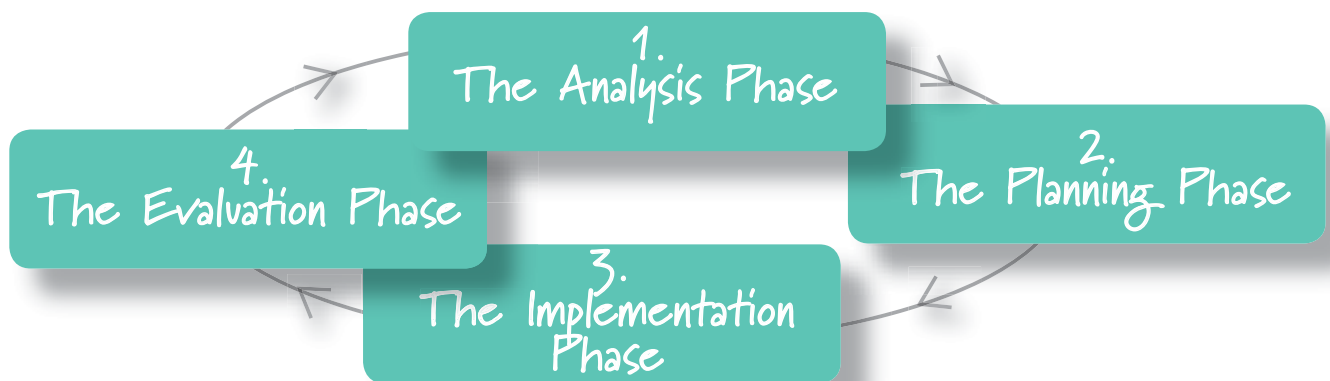 1.
The Analysis Phase
2.
The Planning Phase
3.
The Implementation
Phase
4.
The Evaluation Phase